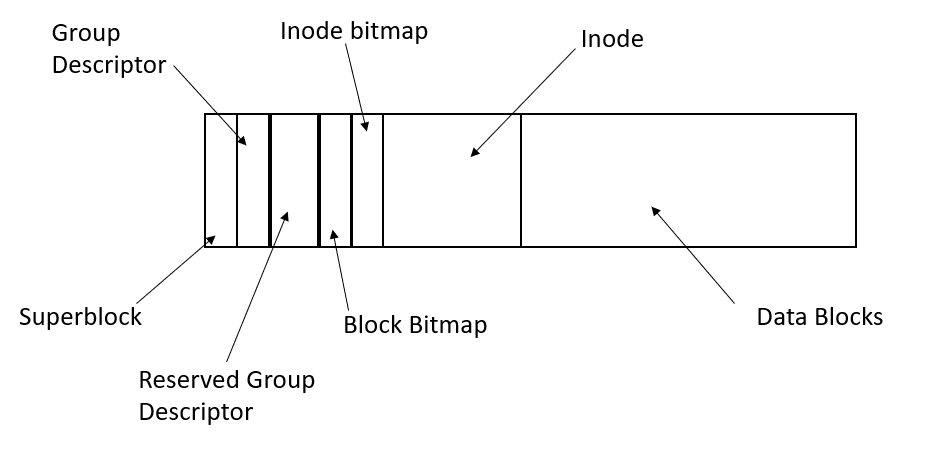 Group
Descriptor
Inode bitmap
Inode
Superblock
Block Bitmap
Data Blocks
Reserved Group
Descriptor